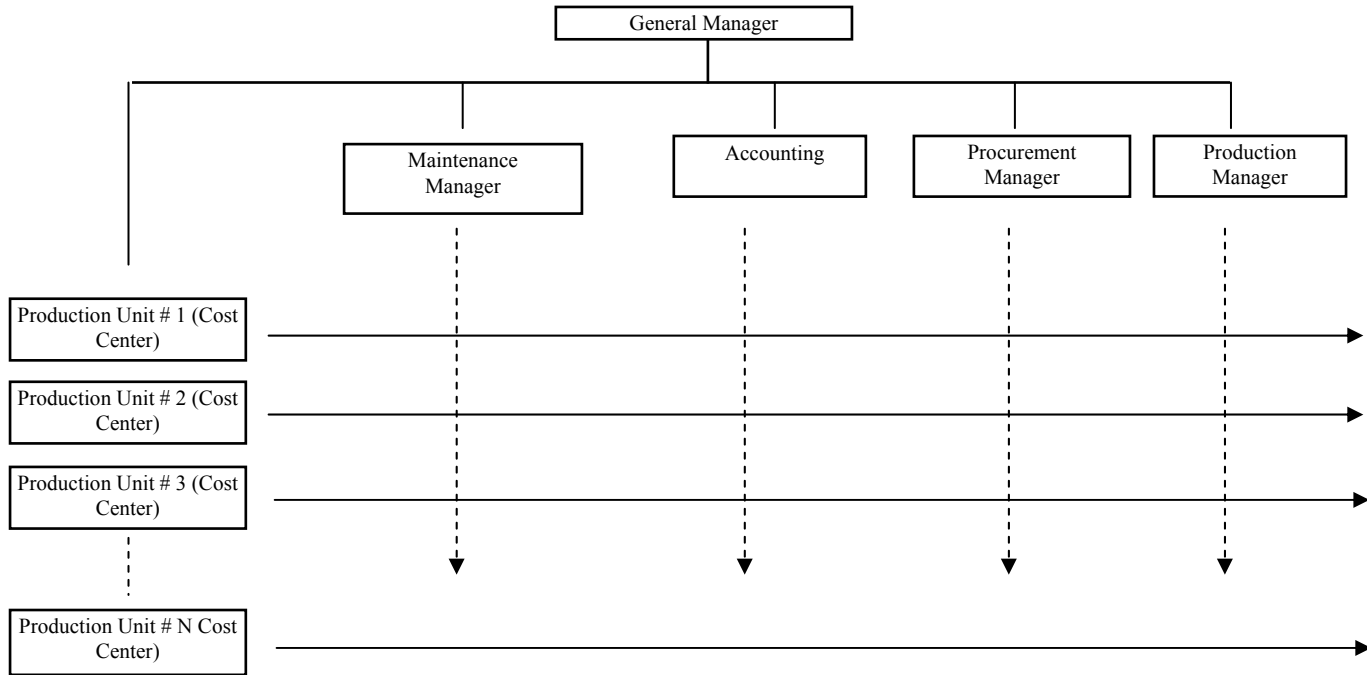 General Manager
Maintenance
Manager
Accounting
Procurement
Manager
Production
Manager
Production Unit # 1 (Cost
Center)
Production Unit # 2 (Cost
Center)
Production Unit # 3 (Cost
Center)
Production Unit # N Cost
Center)